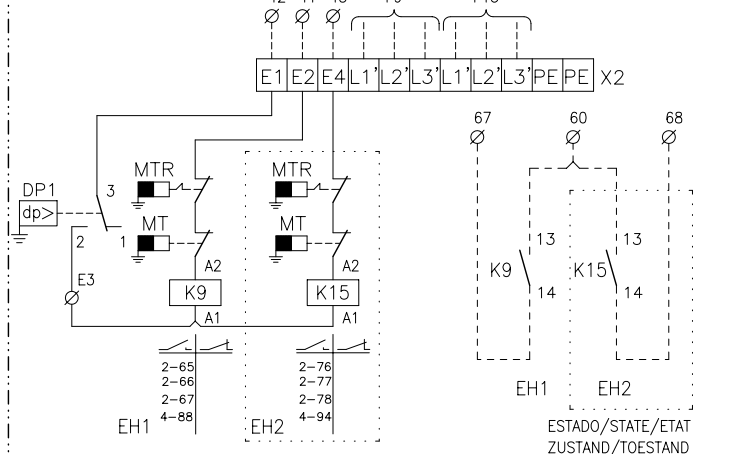 E1 E2 E4 L1' L2' L3' L1' L2' L3' PE PE X2
67 60 68
MTR MTR
DP1 3
dp>
MT MT
2 1
13 13
E3 A2 A2
K9 K15
K9 K15
14 14
A1 A1
2-65 2-76
2-66 2-77
2-67 2-78
4-88 4-94
EH1 EH2
EH1 EH2
ESTADO/STATE/ETAT
ZUSTAND/TOESTAND